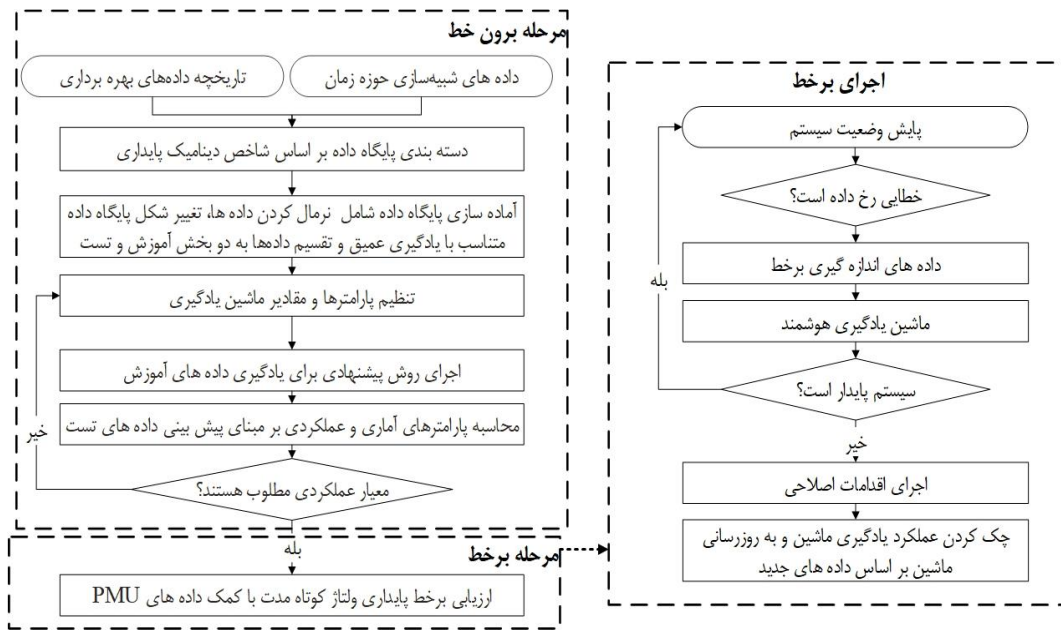 مرحله برون خط
داده های شبیه‌سازی حوزه زمان
تاریخچه داده‌های بهره برداری
دسته بندی پایگاه داده بر اساس شاخص دینامیک پایداری
آماده سازی پایگاه داده شامل نرمال کردن داده ها، تغییر شکل پایگاه داده
متناسب با یادگیری عمیق و تقسیم داده‌ها به دو بخش آموزش و تست
تنظیم پارامترها و مقادیر ماشین یادگیری
اجرای روش پیشنهادی برای یادگیری داده های آموزش
محاسبه پارامترهای آماری و عملکردی بر مبنای پیش بینی داده های تست
خیر
معیار عملکردی مطلوب هستند؟
بله
مرحله برخط
ارزیابی برخط پایداری ولتاژ کوتاه مدت با کمک داده های PMU
اجرای برخط
پایش وضعیت سیستم
خطایی رخ داده است؟
داده های اندازه گیری برخط
بله
ماشین یادگیری هوشمند
سیستم پایدار است؟
خیر
اجرای اقدامات اصلاحی
چک کردن عملکرد یادگیری ماشین و به روزرسانی
ماشین بر اساس داده های جدید